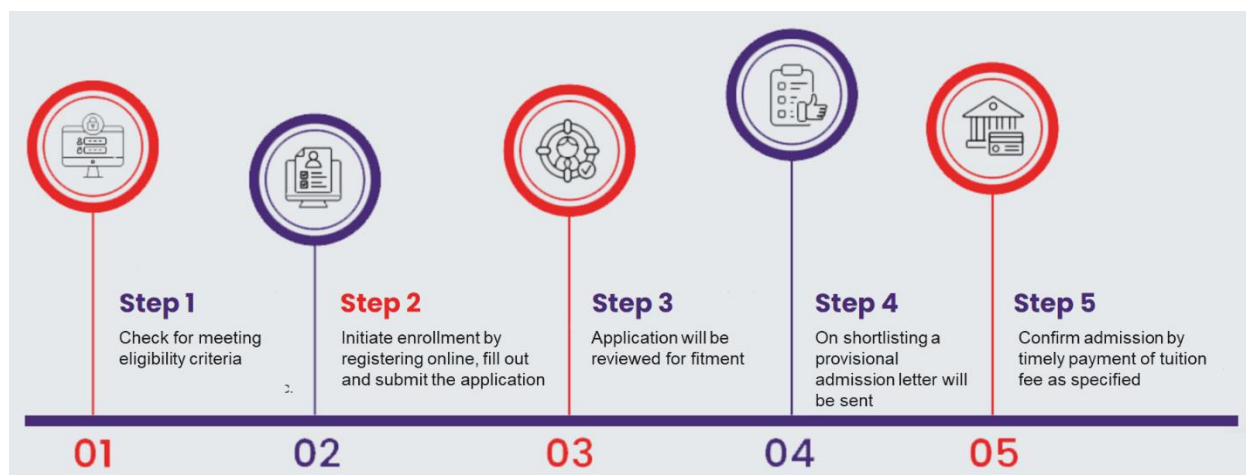 Step 1
Check for meeting
eligibility criteria
Step 2
Initiate enrollment by
registering online, fill out
and submit the application
Step 3
Application will be
reviewed for fitment
Step 4
On shortlisting a
provisional
admission letter will
be sent
Step 5
Confirm admission by
timely payment of tuition
fee as specified
01
02
03
04
05